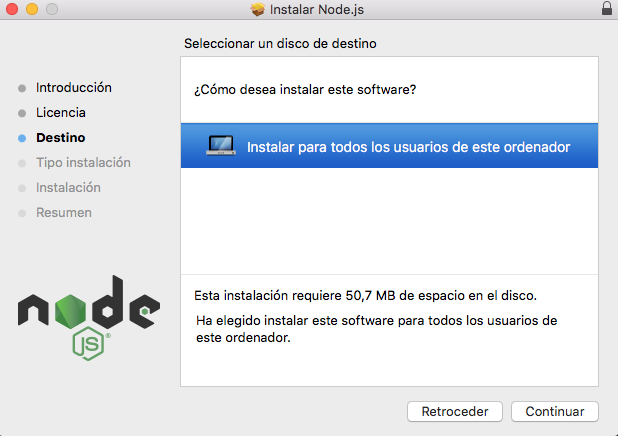 Instalar Node.js
Seleccionar un disco de destino
Introducción
Licencia
Destino
Tipo instalación
Instalación
Resumen
node
JS
¿Cómo desea instalar este software?
Instalar para todos los usuarios de este ordenador
Esta instalación requiere 50,7 MB de espacio en el disco.
Ha elegido instalar este software para todos los usuarios de
este ordenador.
Retroceder
Continuar